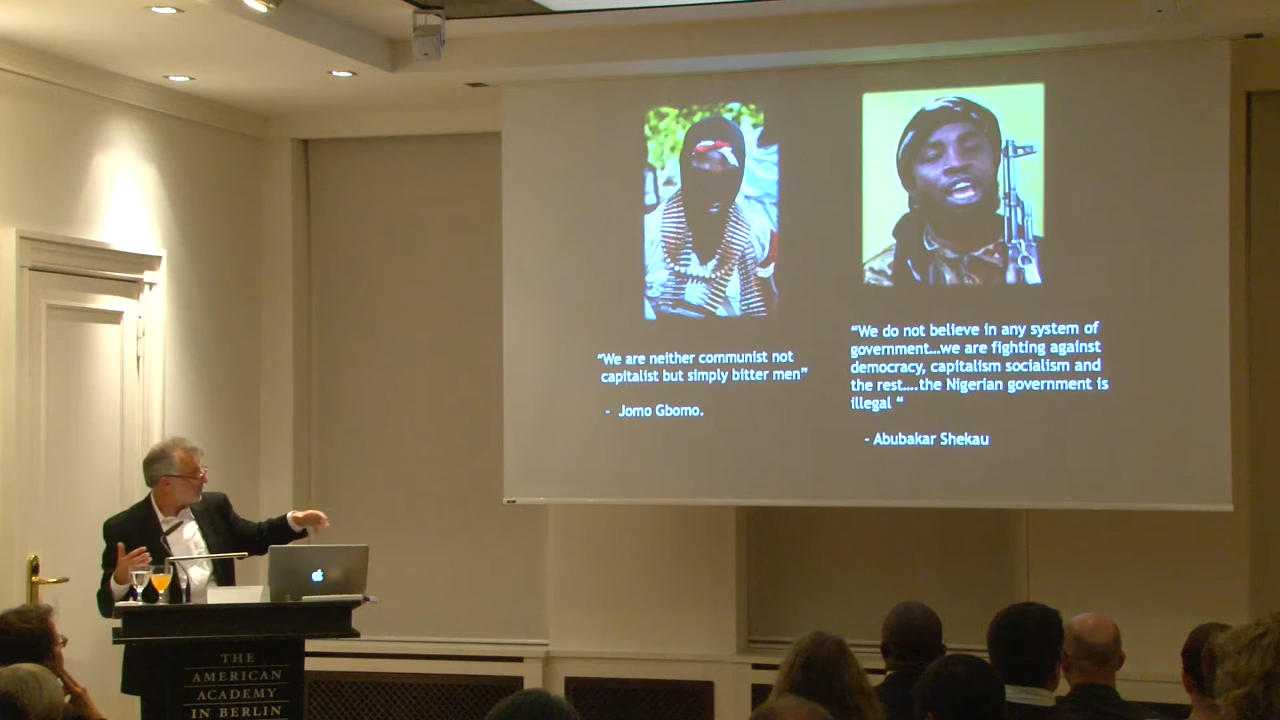 "We are neither communist not
capitalist but simply bitter men"
- Jomo Gbomo.
"We do not believe in any system of
government...we are fighting against
democracy, capitalism socialism and
the rest....the Nigerian government is
illegal "
- Abubakar Shekau
THE
AMERICAN
ACADEMY
IN BERLIN